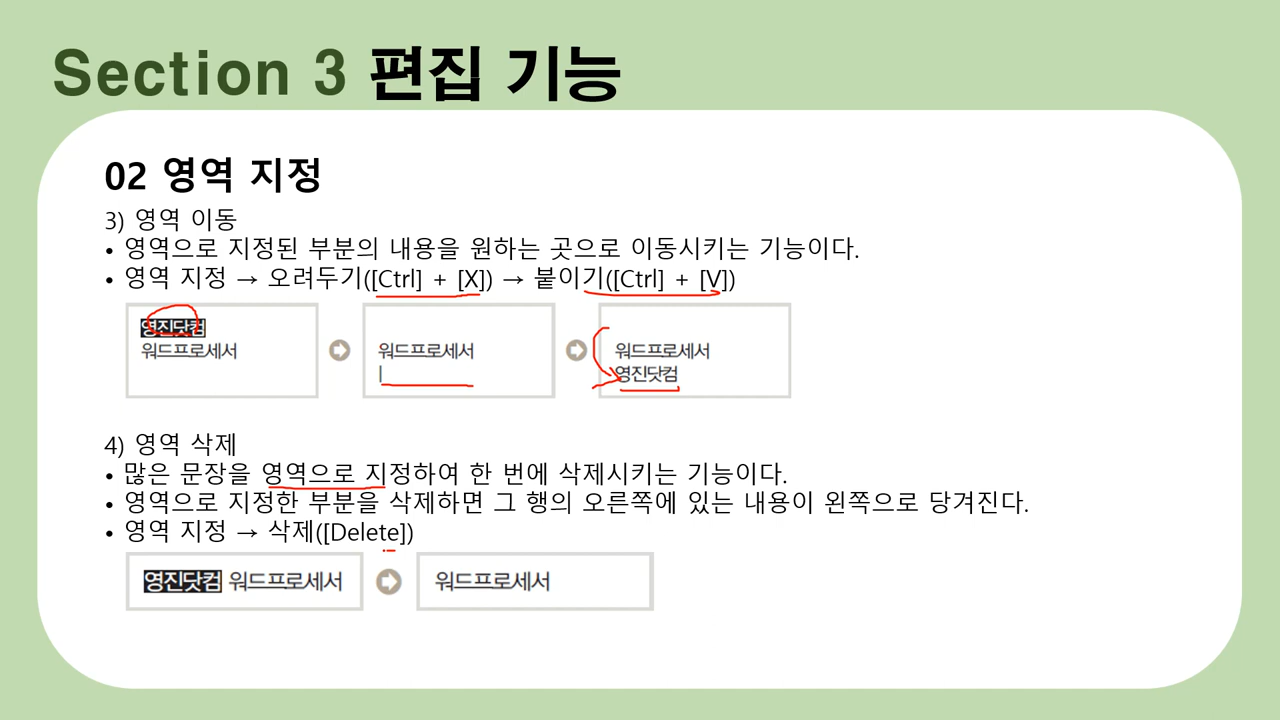 Section 3 편집 기능
02 영역 지정
3) 영역 이동
• 영역으로 지정된 부분의 내용을 원하는 곳으로 이동시키는 기능이다.
• 영역 지정 → 오려두기([Ctrl] + [X]) → 붙이기([Ctrl] + [V])
영진닷컴
워드프로세서
워드프로세서
워드프로세서
영진닷컴
4) 영역 삭제
• 많은 문장을 영역으로 지정하여 한 번에 삭제시키는 기능이다.
• 영역으로 지정한 부분을 삭제하면 그 행의 오른쪽에 있는 내용이 왼쪽으로 당겨진다.
• 영역 지정 → 삭제([Delete])
영진닷컴 워드프로세서
워드프로세서